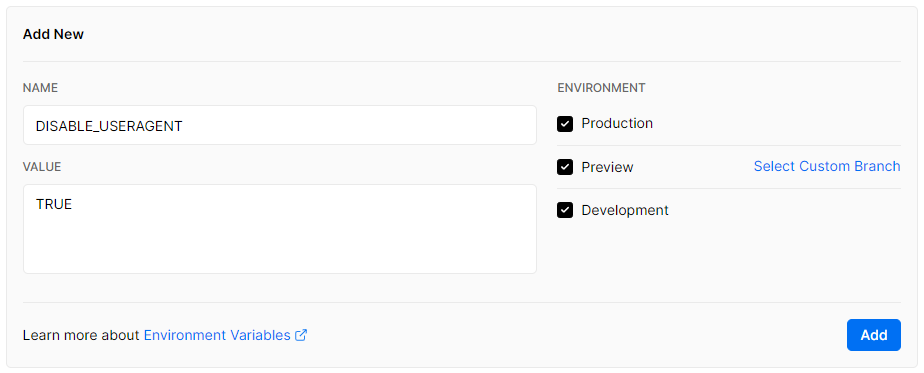 Add New
NAME
DISABLE_USERAGENT
VALUE
TRUE
ENVIRONMENT
Production
Preview Select Custom Branch
Development
Learn more about Environment Variables
Add